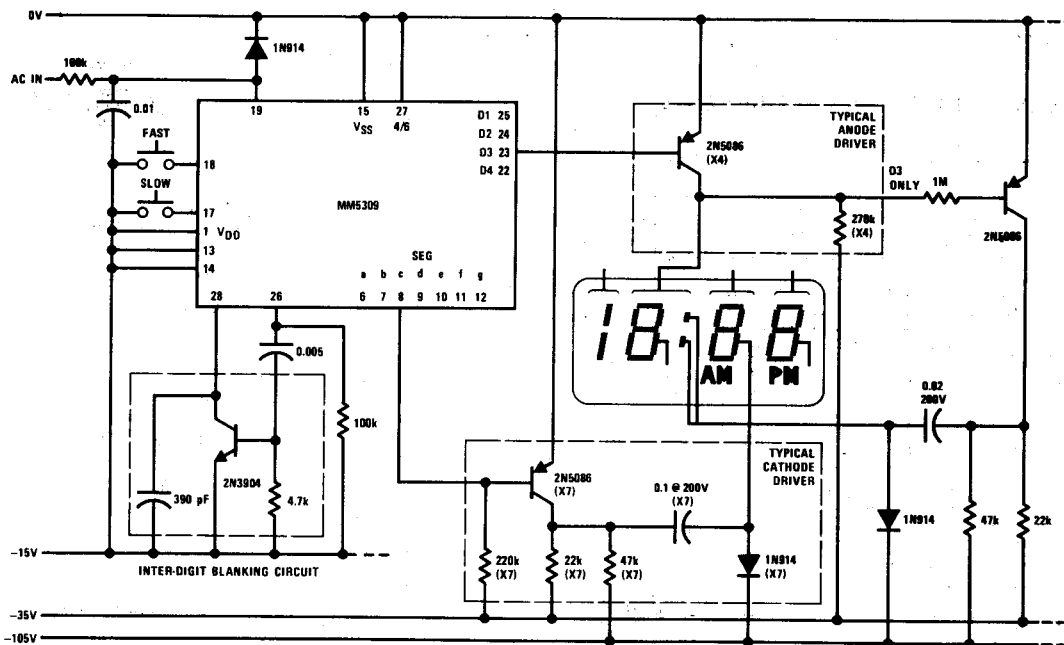 0V
1N914
100k
AC IN
0.01
19
15
VSS
27
4/6
D1 25
D2 24
D3 23
D4 22
FAST
18
SLOW
17
1 VDD
13
14
MM5309
SEG
a b c d e f g
6 7 8 9 10 11 12
28
26
TYPICAL
ANODE
DRIVER
2N5086
(X4)
D3
ONLY
1M
270k
(X4)
2N5086
18:88
AM PM
0.005
100k
2N3904
390 pF
4.7k
INTER-DIGIT BLANKING CIRCUIT
TYPICAL
CATHODE
DRIVER
2N5086
(X7)
0.1 @ 200V
(X7)
220k
(X7)
22k
(X7)
47k
(X7)
1N914
(X7)
0.02
200V
1N914
47k
22k
–15V
–35V
–105V